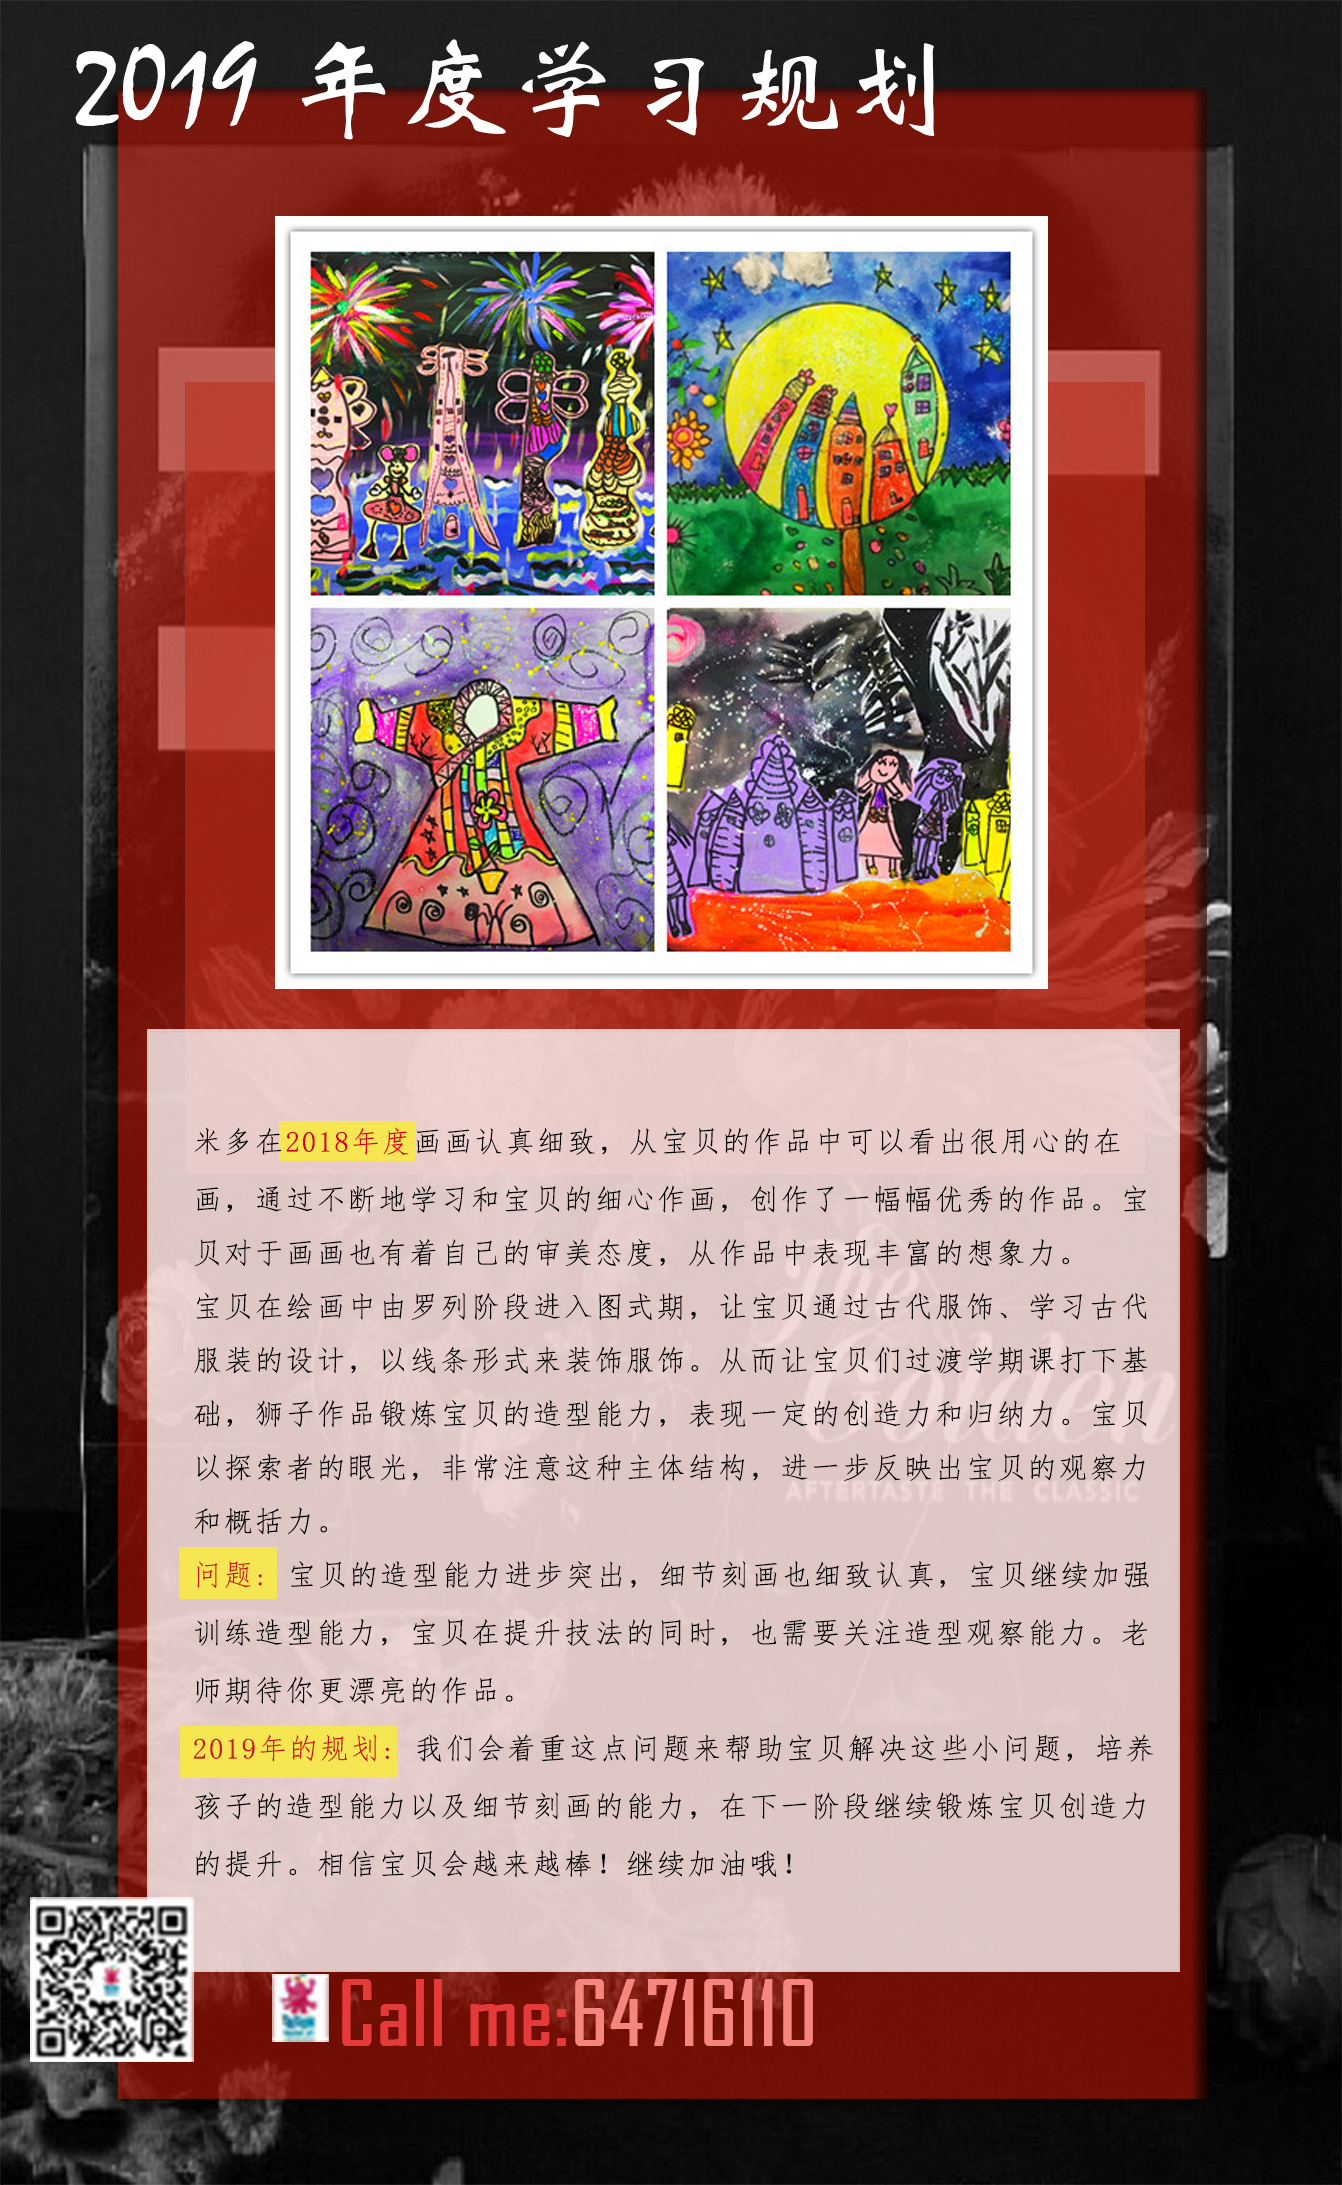 2019 年度学习规划
米多在2018年度画画认真细致，从宝贝的作品中可以看出很用心的在
画，通过不断地学习和宝贝的细心作画，创作了一幅幅优秀的作品。宝
贝对于画画也有着自己的审美态度，从作品中表现丰富的想象力。
宝贝在绘画中由罗列阶段进入图式期，让宝贝通过古代服饰、学习古代
服装的设计，以线条形式来装饰服饰。从而让宝贝们过渡学期课打下基
础，狮子作品锻炼宝贝的造型能力，表现一定的创造力和归纳力。宝贝
以探索者的眼光，非常注意这种主体结构，进一步反映出宝贝的观察力
和概括力。
The
Golden
AFTERTASTE THE CLASSIC
问题：宝贝的造型能力进步突出，细节刻画也细致认真，宝贝继续加强
训练造型能力，宝贝在提升技法的同时，也需要关注造型观察能力。老
师期待你更漂亮的作品。
2019年的规划：我们会着重这点问题来帮助宝贝解决这些小问题，培养
孩子的造型能力以及细节刻画的能力，在下一阶段继续锻炼宝贝创造力
的提升。相信宝贝会越来越棒！继续加油哦！
Call me:64716110